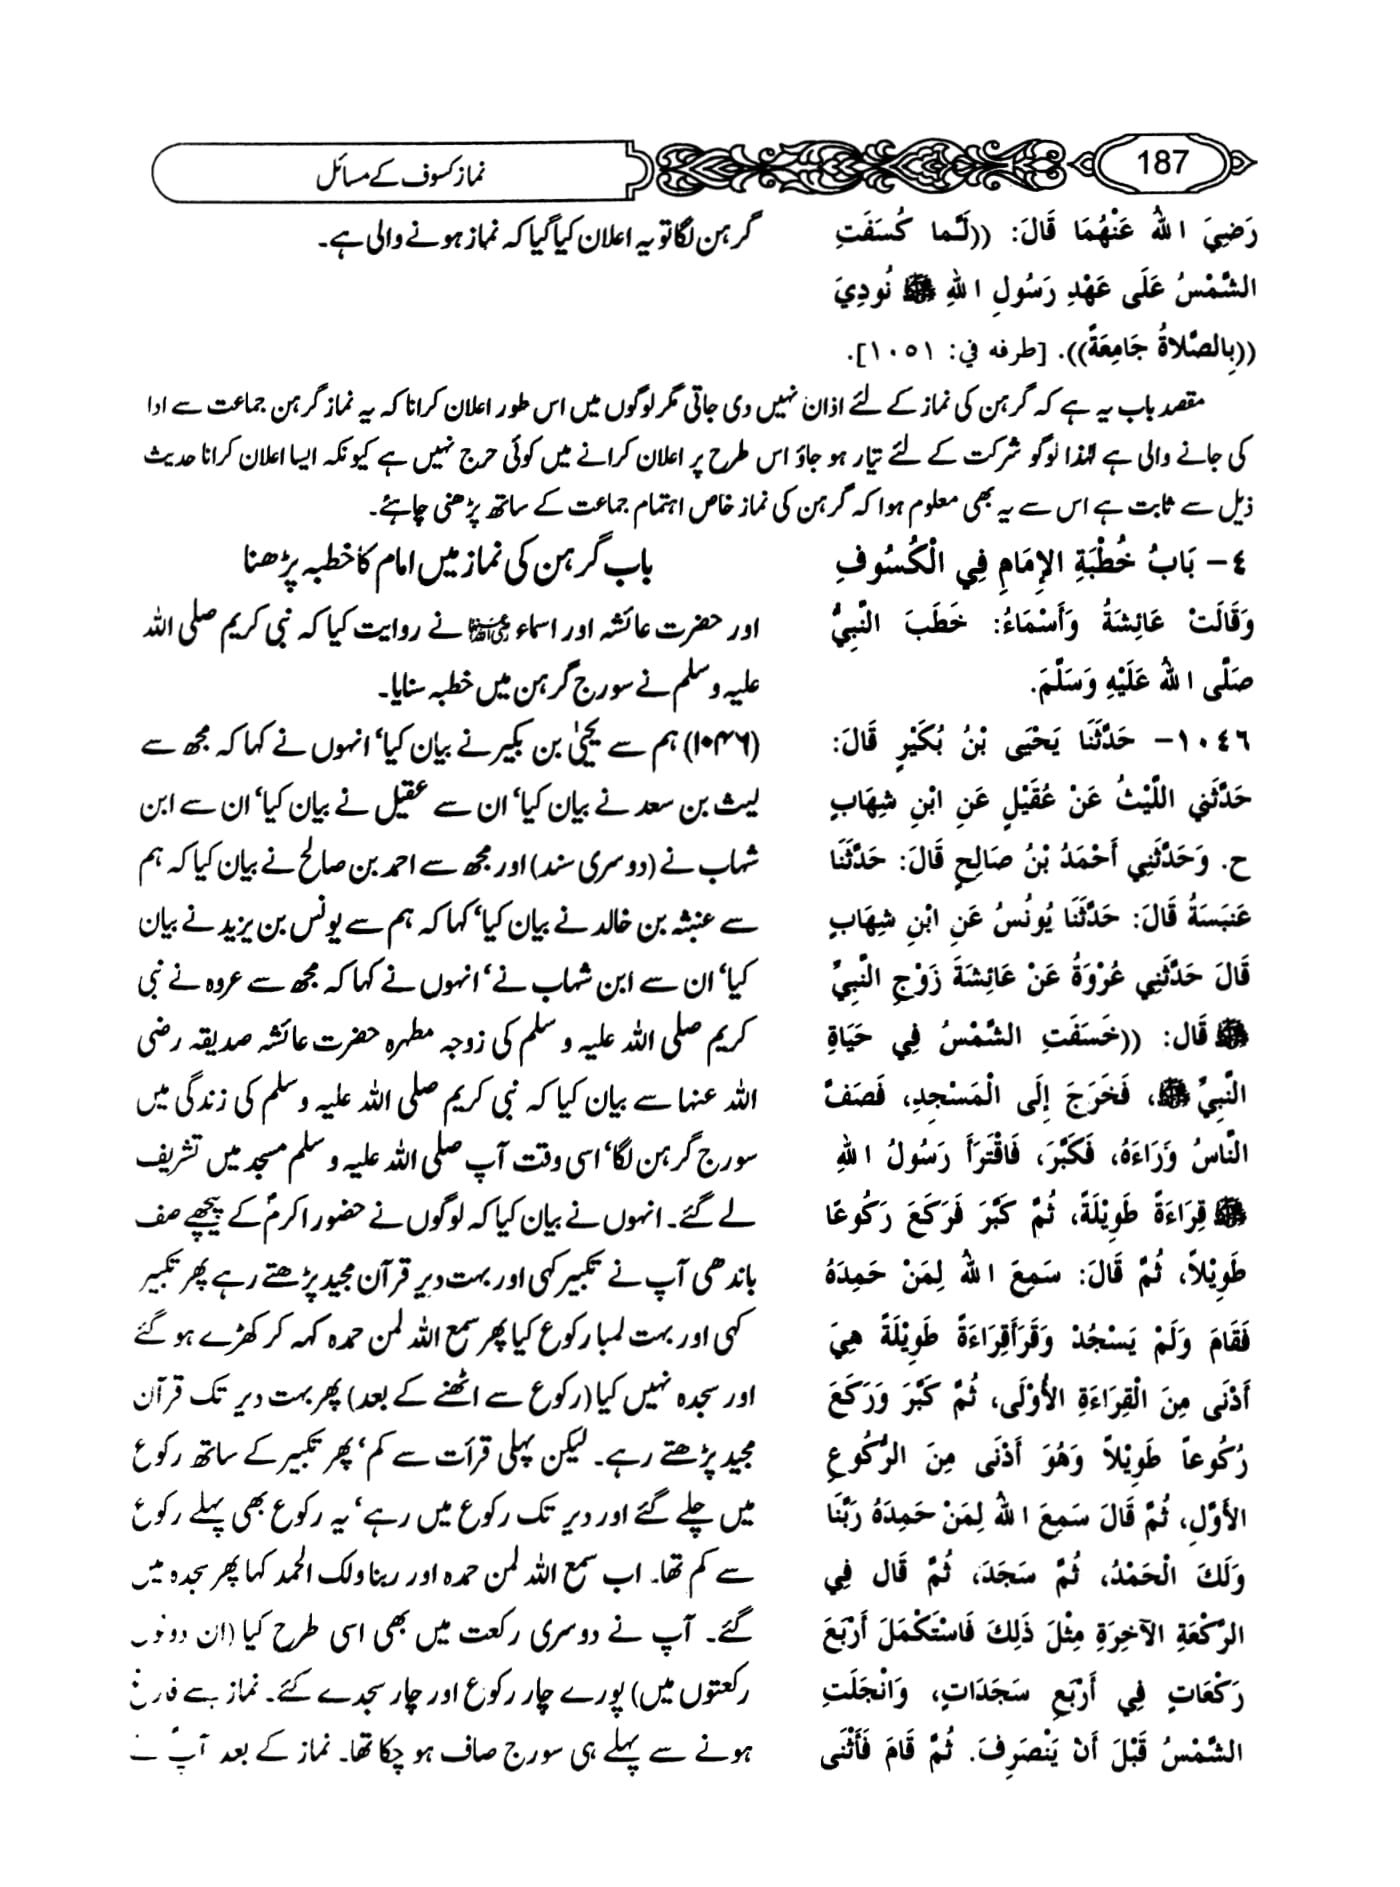 187
نماز کسوف کے مسائل
رَضِيَ اللهُ عَنْهُمَا قَالَ: ((لَـمَّا كُسَفَتِ
الشَّمْسُ عَلَى عَهْدِ رَسُولِ اللهِ ﷺ نُودِيَ
((بِالصَّلاةُ جَامِعَةً)). [طرفه في: ١٠٥١].
گرہن لگا تو یہ اعلان کیا گیا کہ نماز ہونے والی ہے۔
مقصد باب یہ ہے کہ گرہن کی نماز کے لئے اذان نہیں دی جاتی مگر لوگوں میں اس طور اعلان کرانا کہ یہ نماز گرہن جماعت سے ادا
کی جانے والی ہے لہٰذا لوگو شرکت کے لئے تیار ہو جاؤ اس طرح پر اعلان کرانے میں کوئی حرج نہیں ہے کیونکہ ایسا اعلان کرانا حدیث
ذیل سے ثابت ہے اس سے یہ بھی معلوم ہوا کہ گرہن کی نماز خاص اہتمام جماعت کے ساتھ پڑھنی چاہئے۔
٤- بَابُ خُطْبَةِ الإِمَامِ فِي الْكُسُوفِ
وَقَالَتْ عَائِشَةُ وَأَسْمَاءُ: خَطَبَ النَّبِيُّ
صَلَّى اللهُ عَلَيْهِ وَسَلَّمَ.
١٠٤٦- حَدَّثَنَا يَحْيَى بْنُ بُكَيْرٍ قَالَ:
حَدَّثَنِي اللَّيْثُ عَنْ عُقَيْلٍ عَنِ ابْنِ شِهَابٍ
ح. وَحَدَّثَنِي أَحْمَدُ بْنُ صَالِحٍ قَالَ: حَدَّثَنَا
عَنبَسَةُ قَالَ: حَدَّثَنَا يُونُسُ عَنِ ابْنِ شِهَابٍ
قَالَ حَدَّثَنِي عُرْوَةُ عَنْ عَائِشَةَ زَوْجِ النَّبِيِّ
ﷺ قَالَ: ((خَسَفَتِ الشَّمْسُ فِي حَيَاةِ
النَّبِيِّ ﷺ، فَخَرَجَ إِلَى الْمَسْجِدِ، فَصَفَّ
النَّاسُ وَرَاءَهُ، فَكَبَّرَ، فَاقْتَرَأَ رَسُولُ اللهِ
ﷺ قِرَاءَةً طَوِيْلَةً، ثُمَّ كَبَّرَ فَرَكَعَ رَكُوعًا
طَوِيْلاً، ثُمَّ قَالَ: سَمِعَ اللهُ لِمَنْ حَمِدَهُ
فَقَامَ وَلَمْ يَسْجُدْ وَقَرَأَقِرَاءَةً طَوِيْلَةً هِيَ
أَدْنَى مِنَ الْقِرَاءَةِ الأُوْلَى، ثُمَّ كَبَّرَ وَرَكَعَ
رُكُوعاً طَوِيْلاً وَهُوَ أَدْنَى مِنَ الرُّكُوعِ
الأَوَّلِ، ثُمَّ قَالَ سَمِعَ اللهُ لِمَنْ حَمِدَهُ رَبَّنَا
وَلَكَ الْحَمْدُ، ثُمَّ سَجَدَ، ثُمَّ قَالَ فِي
الرَّكْعَةِ الآخِرَةِ مِثْلَ ذَلِكَ فَاسْتَكْمَلَ أَرْبَعَ
رَكَعَاتٍ فِي أَرْبَعِ سَجَدَاتٍ، وَانْجَلَتِ
الشَّمْسُ قَبْلَ أَنْ يَنْصَرِفَ. ثُمَّ قَامَ فَأَثْنَى
باب گرہن کی نماز میں امام کا خطبہ پڑھنا
اور حضرت عائشہ اور اسماء رضی اللہ عنہما نے روایت کیا کہ نبی کریم صلی اللہ
علیہ وسلم نے سورج گرہن میں خطبہ سنایا۔
(۱۰۴۶) ہم سے یحییٰ بن بکیر نے بیان کیا' انہوں نے کہا کہ مجھ سے
لیث بن سعد نے بیان کیا' ان سے عقیل نے بیان کیا' ان سے ابن
شہاب نے (دوسری سند) اور مجھ سے احمد بن صالح نے بیان کیا کہ ہم
سے عنبشہ بن خالد نے بیان کیا' کہا کہ ہم سے یونس بن یزید نے بیان
کیا' ان سے ابن شہاب نے' انہوں نے کہا کہ مجھ سے عروہ نے نبی
کریم صلی اللہ علیہ و سلم کی زوجہ مطہرہ حضرت عائشہ صدیقہ رضی
اللہ عنہا سے بیان کیا کہ نبی کریم صلی اللہ علیہ و سلم کی زندگی میں
سورج گرہن لگا' اسی وقت آپ صلی اللہ علیہ و سلم مسجد میں تشریف
لے گئے۔ انہوں نے بیان کیا کہ لوگوں نے حضور اکرمؐ کے پیچھے صف
باندھی آپ نے تکبیر کہی اور بہت دیر قرآن مجید پڑھتے رہے پھر تکبیر
کہی اور بہت لمبا رکوع کیا پھر سمع اللہ لمن حمدہ کہہ کر کھڑے ہو گئے
اور سجدہ نہیں کیا (رکوع سے اٹھنے کے بعد) پھر بہت دیر تک قرآن
مجید پڑھتے رہے۔ لیکن پہلی قرأت سے کم' پھر تکبیر کے ساتھ رکوع
میں چلے گئے اور دیر تک رکوع میں رہے' یہ رکوع بھی پہلے رکوع
سے کم تھا۔ اب سمع اللہ لمن حمدہ اور ربنا ولک الحمد کہا پھر سجدہ میں
گئے۔ آپ نے دوسری رکعت میں بھی اسی طرح کیا (ان دونوں
رکعتوں میں) پورے چار رکوع اور چار سجدے کئے۔ نماز سے فارغ
ہونے سے پہلے ہی سورج صاف ہو چکا تھا۔ نماز کے بعد آپؐ نے